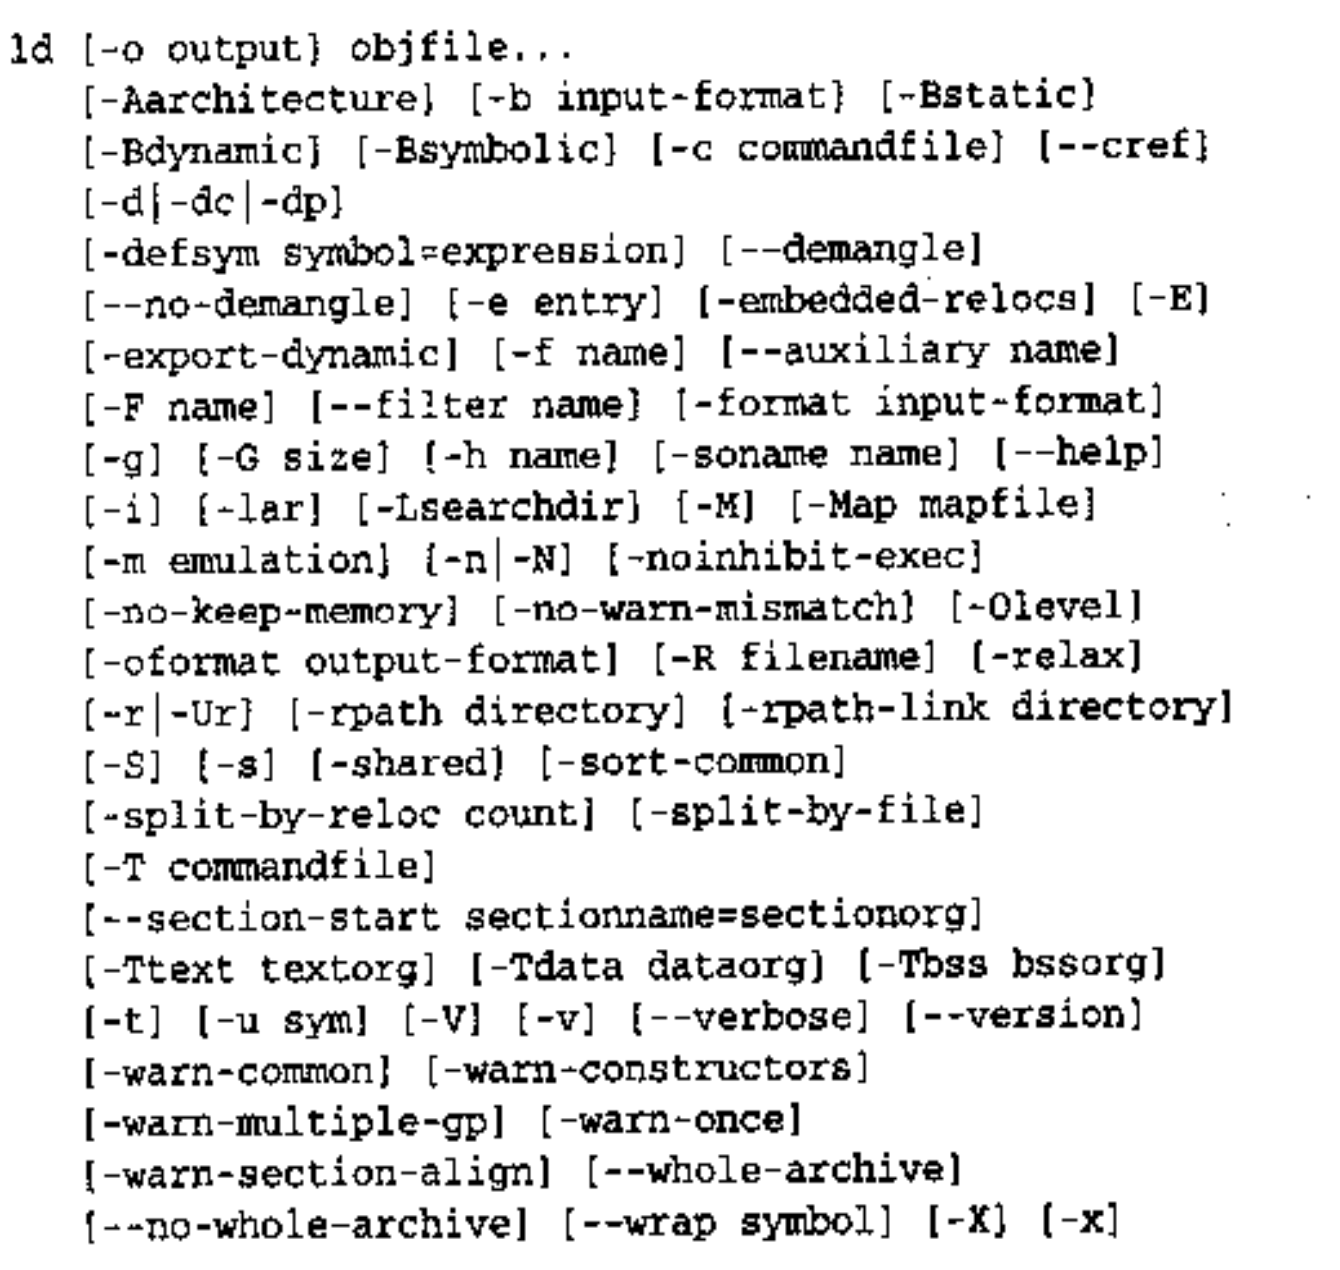 ld [-o output] objfile...
[-Aarchitecture] [-b input-format] [-Bstatic]
[-Bdynamic] [-Bsymbolic] [-c commandfile] [--cref]
[-d|-dc|-dp]
[-defsym symbol=expression] [--demangle]
[--no-demangle] [-e entry] [-embedded-relocs] [-E]
[-export-dynamic] [-f name] [--auxiliary name]
[-F name] [--filter name] [-format input-format]
[-g] [-G size] [-h name] [-soname name] [--help]
[-i] [-lar] [-Lsearchdir] [-M] [-Map mapfile]
[-m emulation] [-n|-N] [-noinhibit-exec]
[-no-keep-memory] [-no-warn-mismatch] [-Olevel]
[-oformat output-format] [-R filename] [-relax]
[-r|-Ur] [-rpath directory] [-rpath-link directory]
[-S] [-s] [-shared] [-sort-common]
[-split-by-reloc count] [-split-by-file]
[-T commandfile]
[--section-start sectionname=sectionorg]
[-Ttext textorg] [-Tdata dataorg] [-Tbss bssorg]
[-t] [-u sym] [-V] [-v] [--verbose] [--version]
[-warn-common] [-warn-constructors]
[-warn-multiple-gp] [-warn-once]
[-warn-section-align] [--whole-archive]
[--no-whole-archive] [--wrap symbol] [-X] [-x]